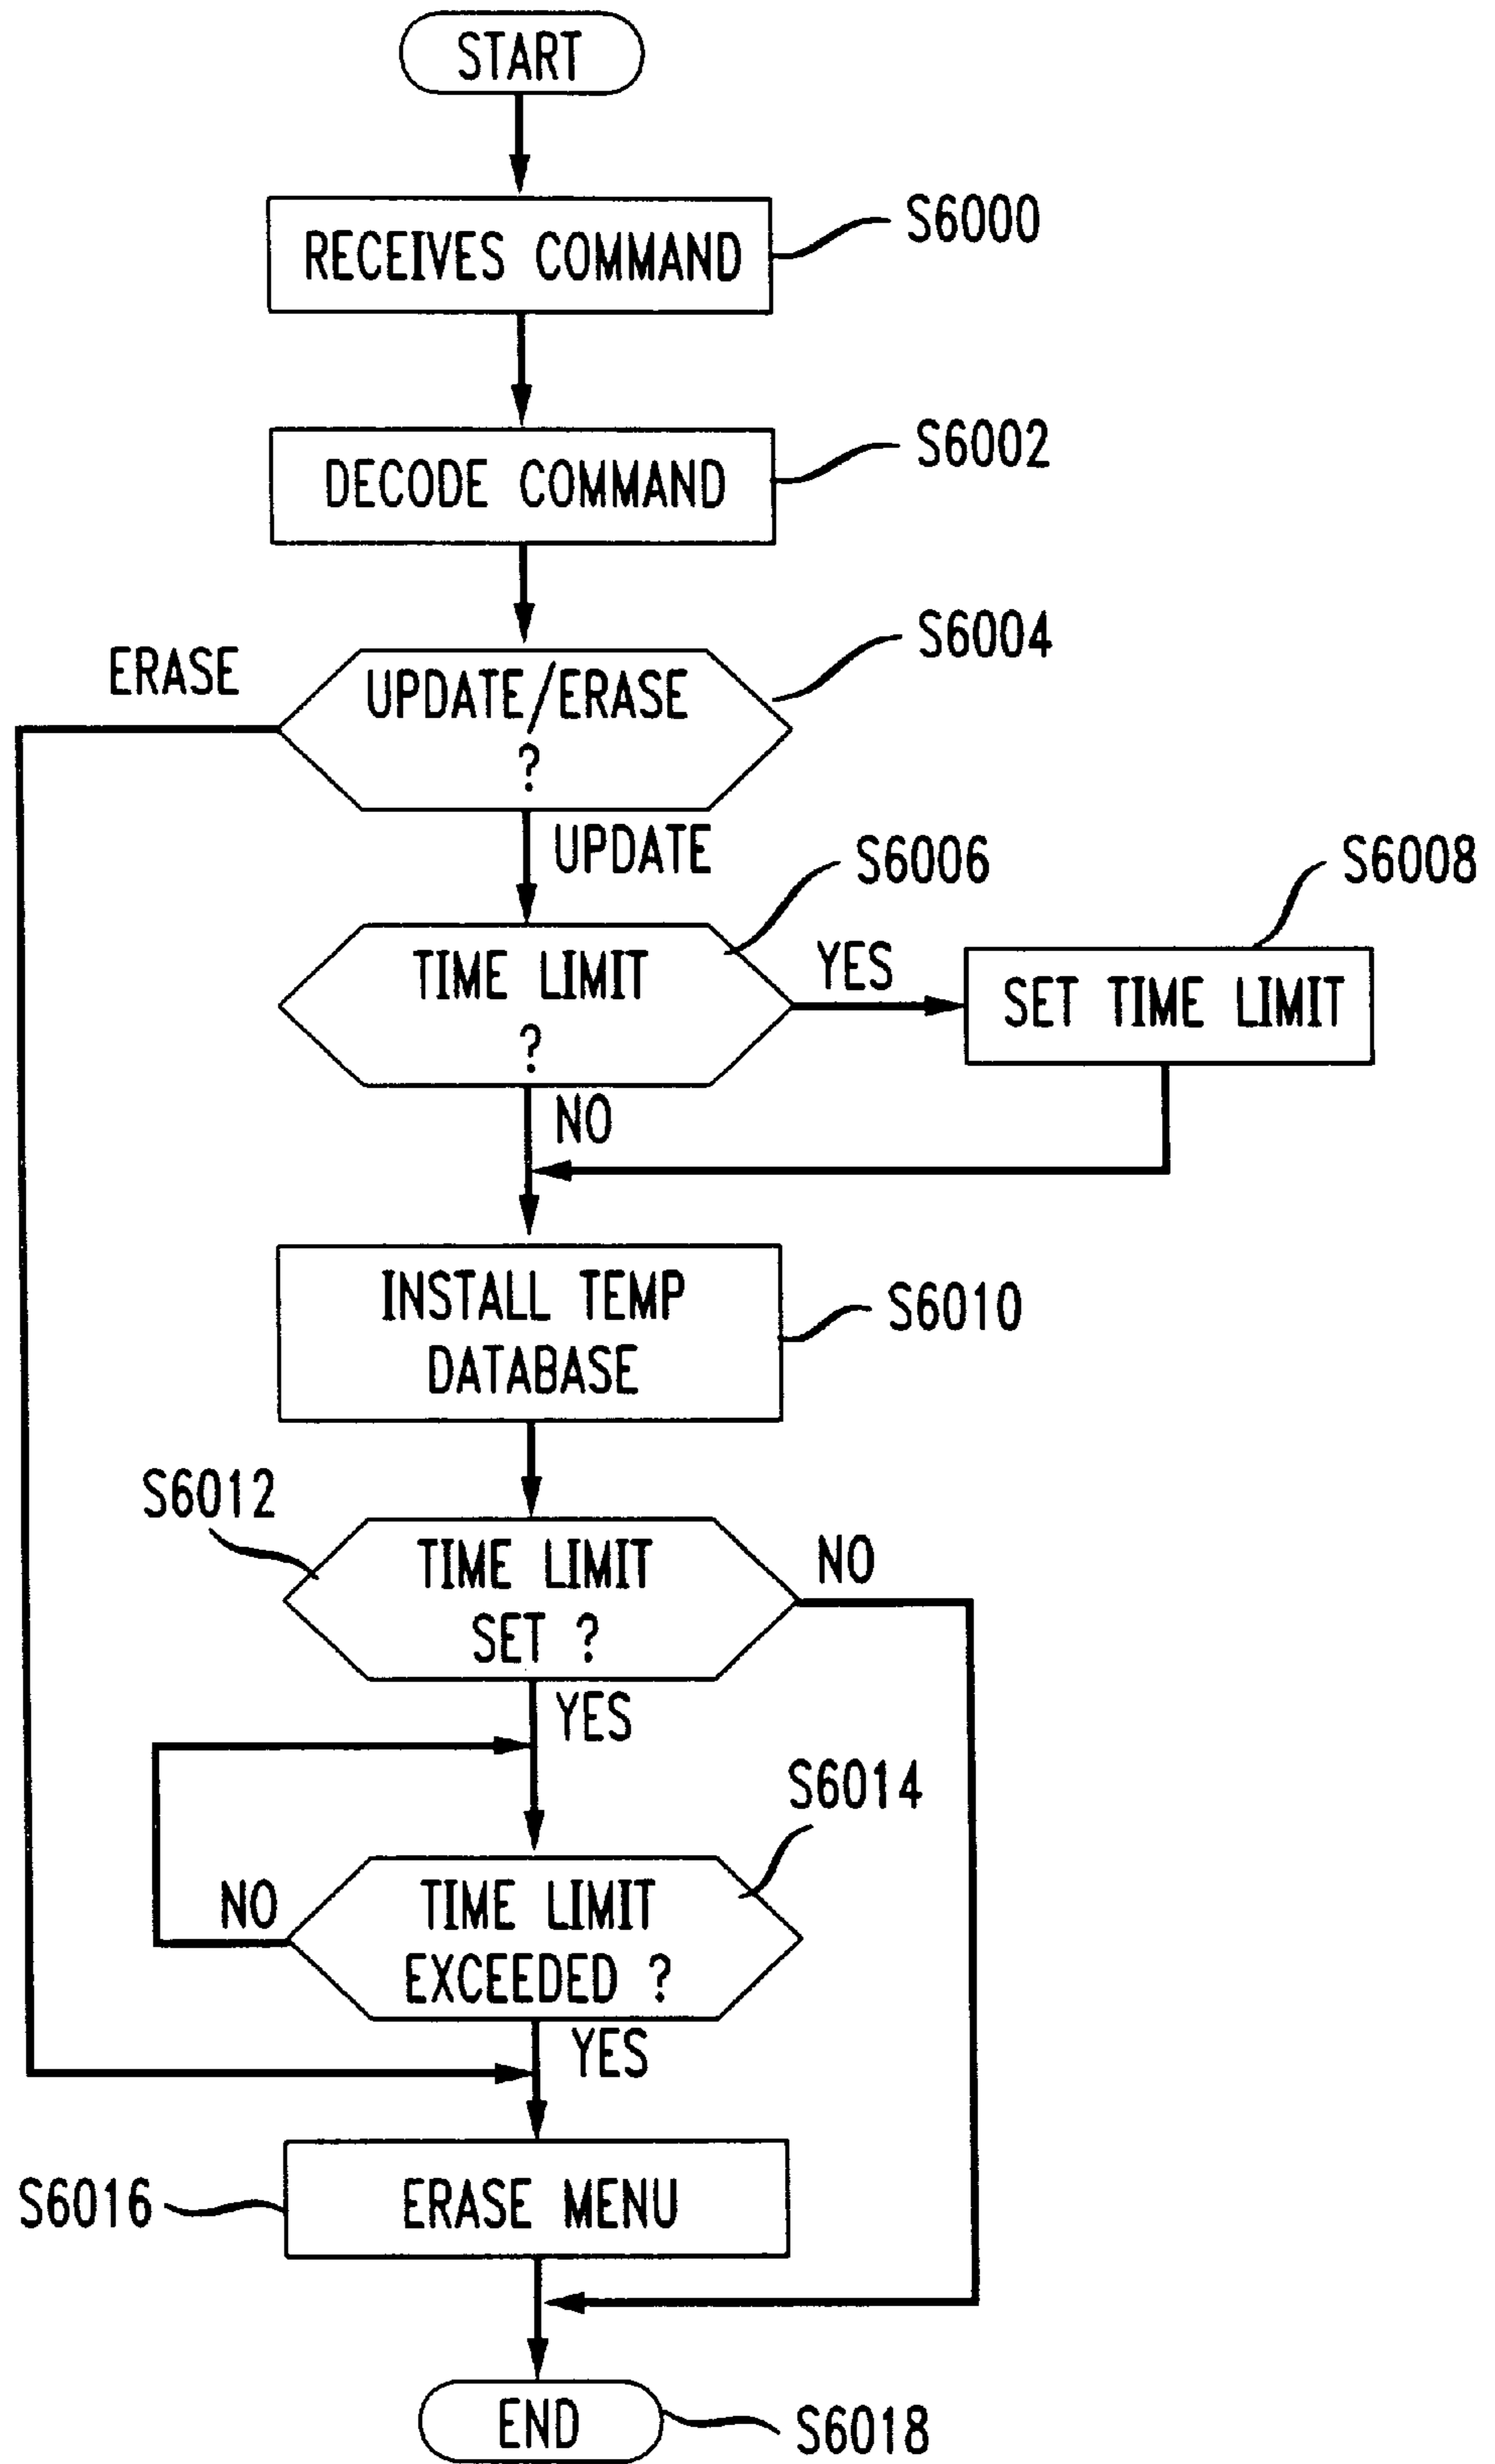 START
RECEIVES COMMAND
S6000
DECODE COMMAND
S6002
S6004
ERASE
UPDATE/ERASE
?
UPDATE
S6006
S6008
TIME LIMIT
?
YES
SET TIME LIMIT
NO
INSTALL TEMP
DATABASE
S6010
S6012
TIME LIMIT
SET ?
NO
YES
S6014
NO
TIME LIMIT
EXCEEDED ?
YES
S6016
ERASE MENU
END
S6018